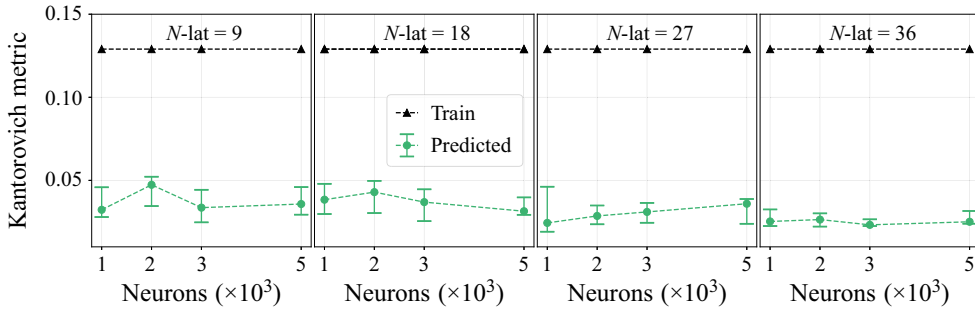 Kantorovich metric
0.15
0.10
0.05
N-lat = 9
N-lat = 18
N-lat = 27
N-lat = 36
Train
Predicted
1 2 3 5
1 2 3 5
1 2 3 5
1 2 3 5
Neurons (×10³)
Neurons (×10³)
Neurons (×10³)
Neurons (×10³)